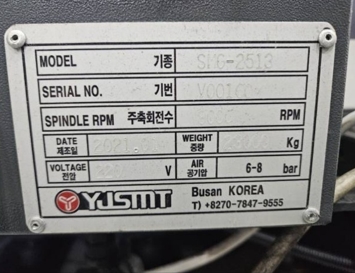 MODEL 기종
SERIAL NO. 기번
SPINDLE RPM 주축회전수 RPM
DATE 제조일 WEIGHT 중량 Kg
VOLTAGE 전압 V AIR 공기압 6-8 bar
YJSMT Busan KOREA
T) +8270-7847-9555